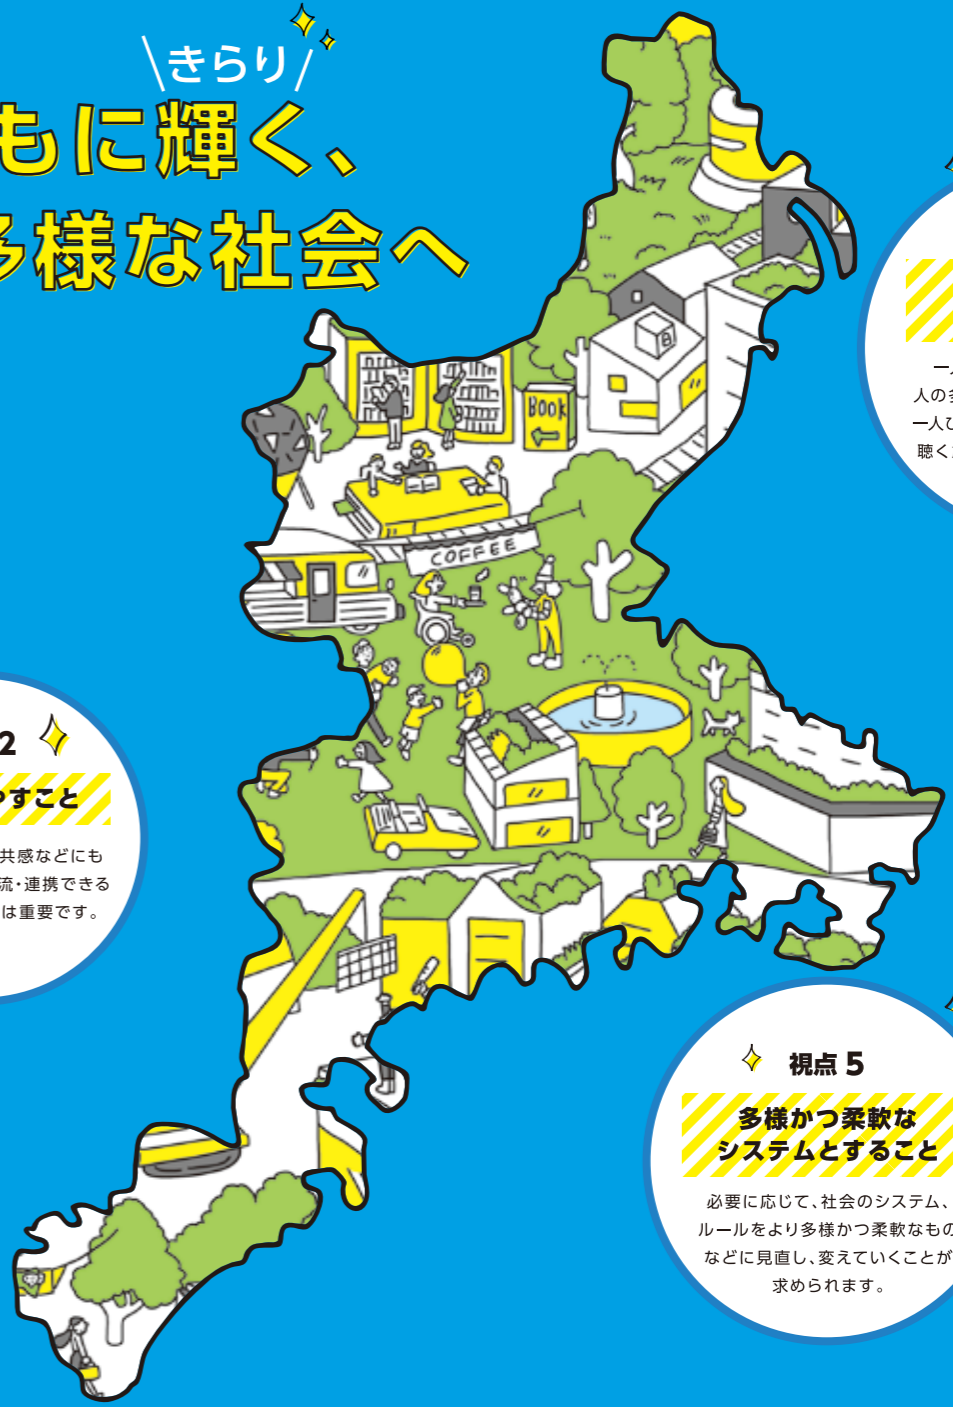 きらり
もに輝く、
多様な社会へ
BOOK
COFFEE
一人
人の多
一人ひ
聴く
2
やすこと
共感などにも
流・連携できる
は重要です。
視点 5
多様かつ柔軟な
システムとすること
必要に応じて、社会のシステム、
ルールをより多様かつ柔軟なもの
などに見直し、変えていくことが
求められます。